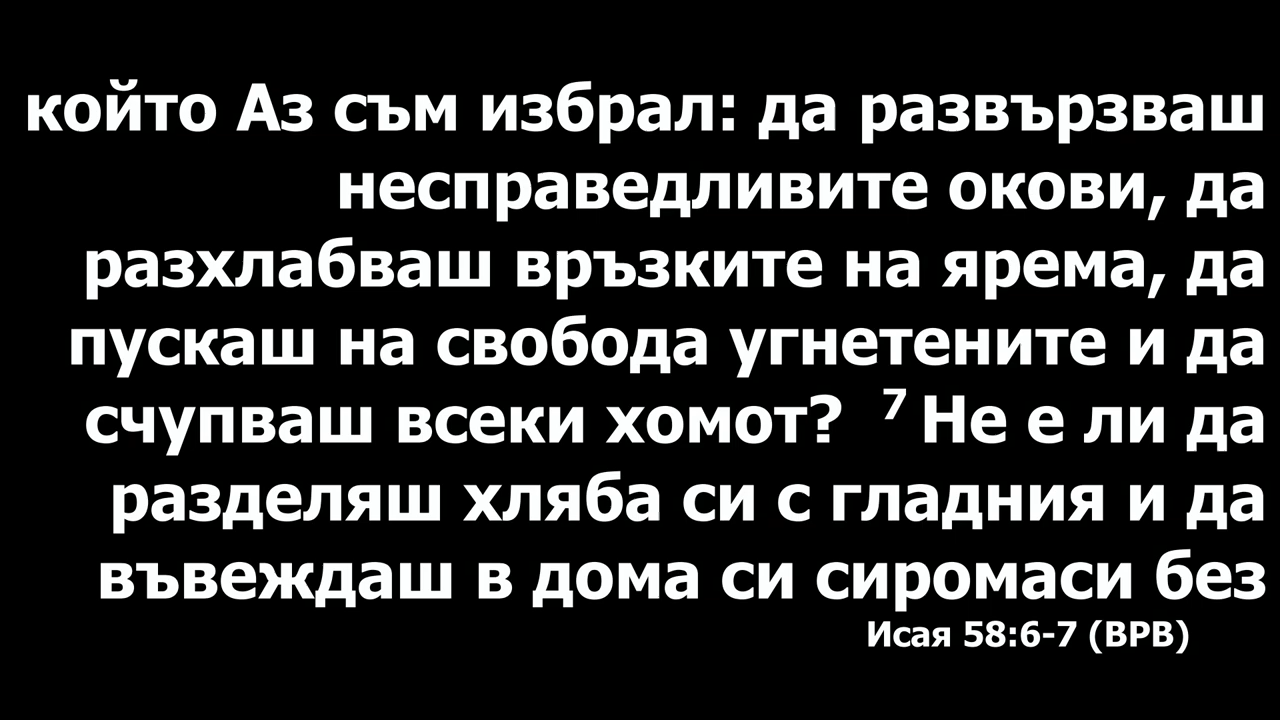 който Аз съм избрал: да развързваш
несправедливите окови, да
разхлабваш връзките на ярема, да
пускаш на свобода угнетените и да
счупваш всеки хомот? 7 Не е ли да
разделяш хляба си с гладния и да
въвеждаш в дома си сиромаси без
Исая 58:6-7 (ВРВ)